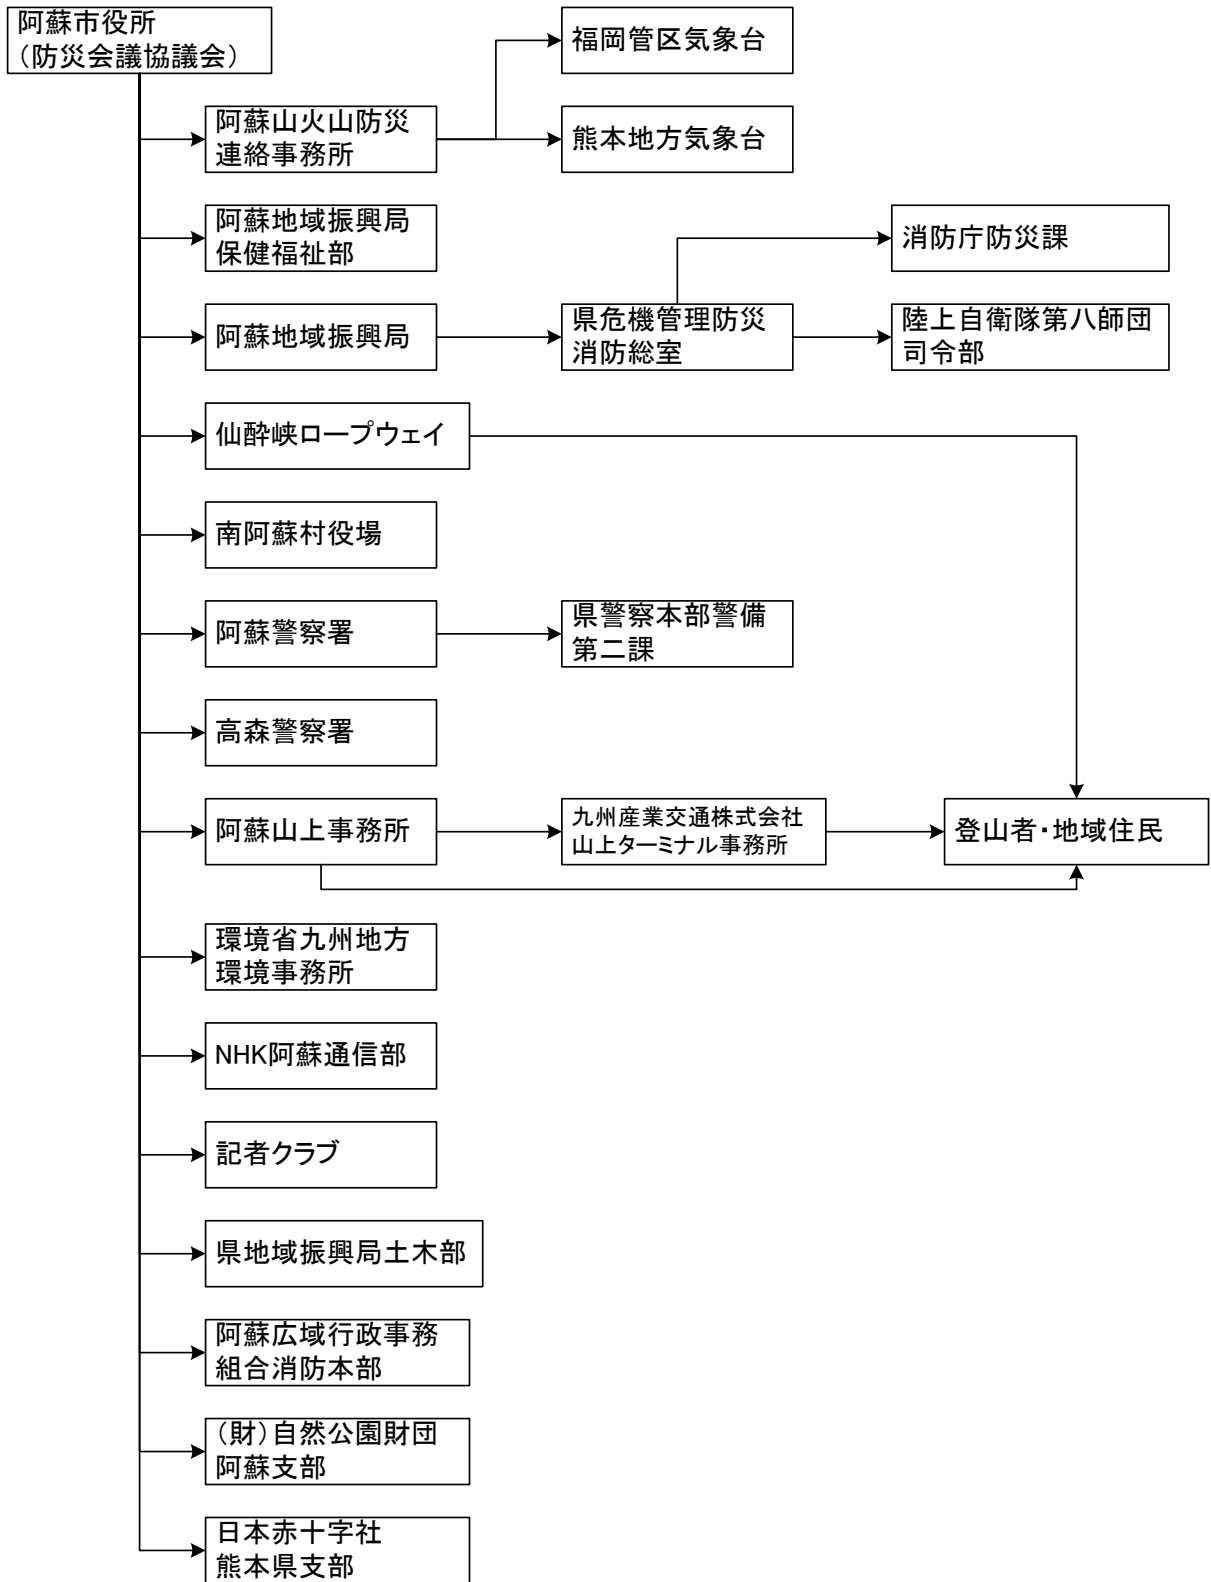 阿蘇市役所
（防災会議協議会）
福岡管区気象台
阿蘇山火山防災
連絡事務所
熊本地方気象台
阿蘇地域振興局
保健福祉部
消防庁防災課
阿蘇地域振興局
県危機管理防災
消防総室
陸上自衛隊第八師団
司令部
仙酔峡ロープウェイ
南阿蘇村役場
阿蘇警察署
県警察本部警備
第二課
高森警察署
阿蘇山上事務所
九州産業交通株式会社
山上ターミナル事務所
登山者・地域住民
環境省九州地方
環境事務所
NHK阿蘇通信部
記者クラブ
県地域振興局土木部
阿蘇広域行政事務
組合消防本部
（財）自然公園財団
阿蘇支部
日本赤十字社
熊本県支部